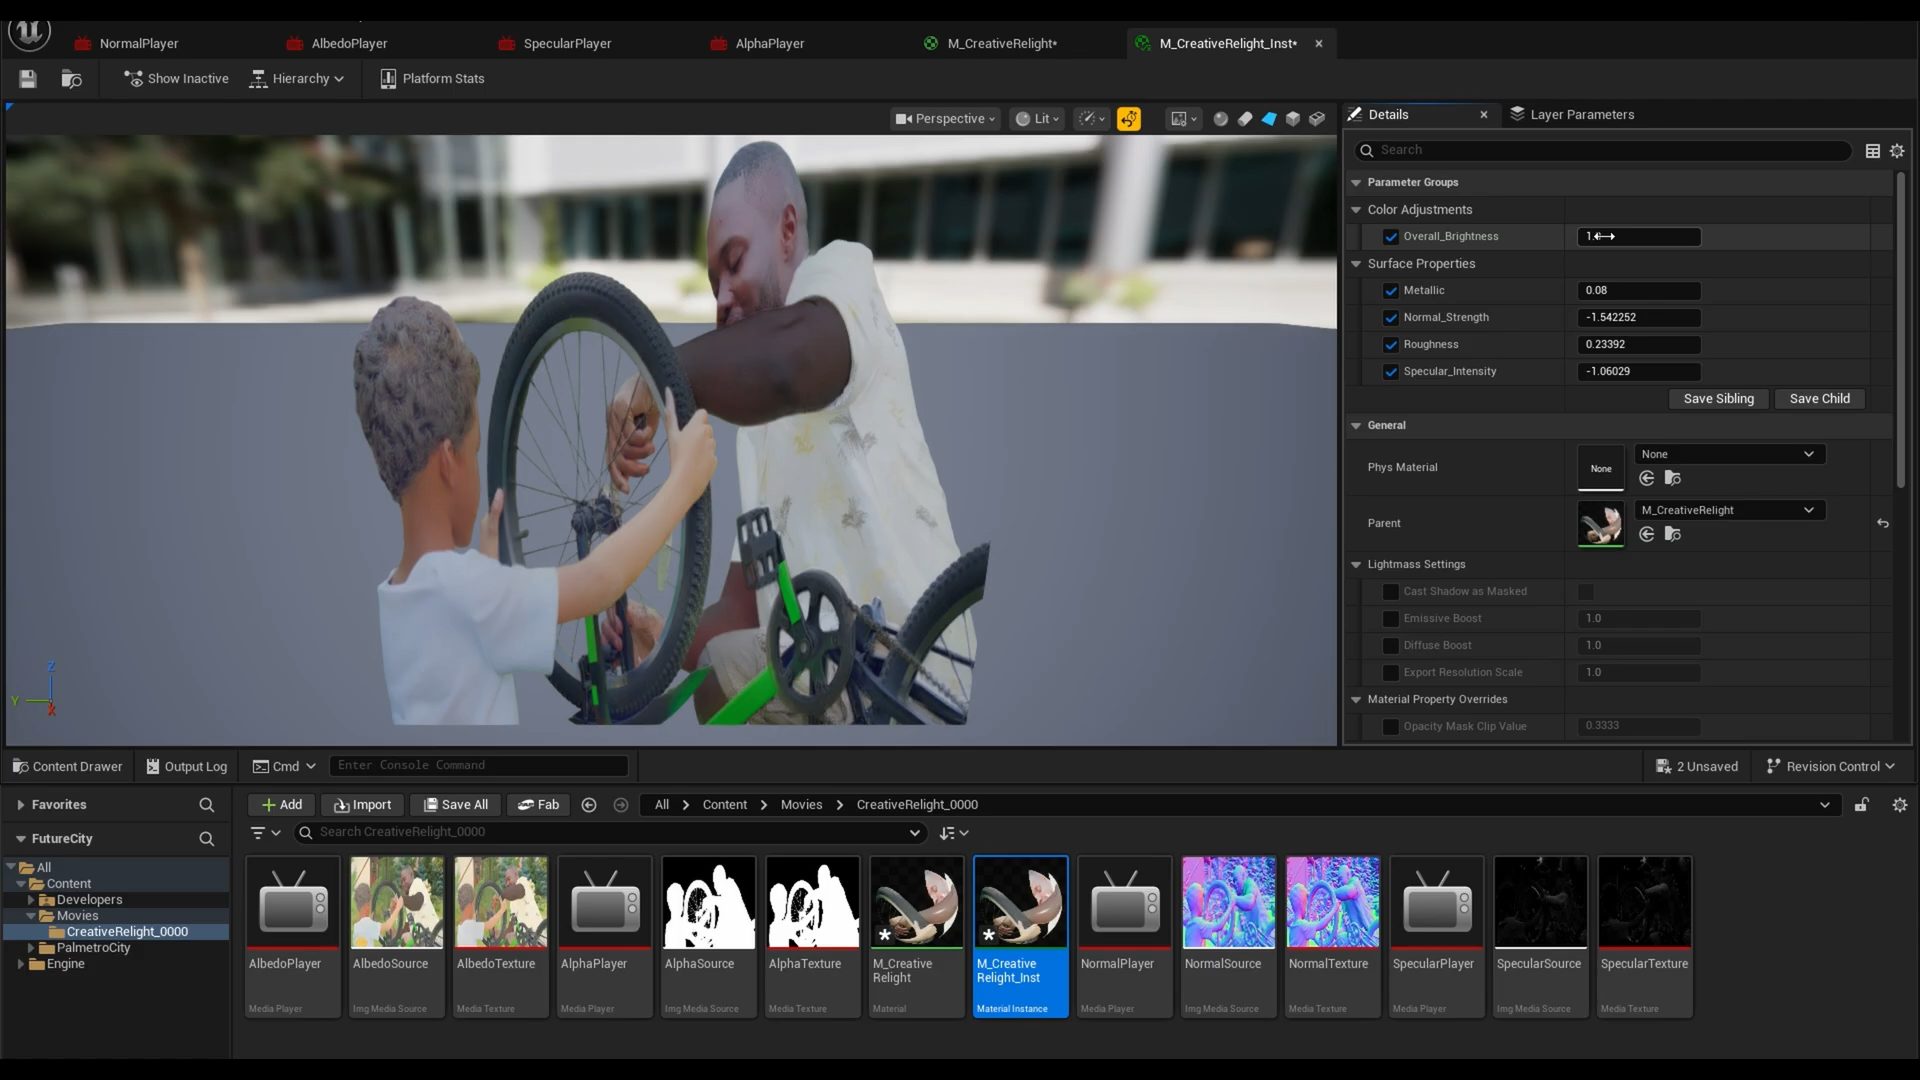 NormalPlayer
AlbedoPlayer
SpecularPlayer
AlphaPlayer
M_CreativeRelight*
M_CreativeRelight_Inst*
Show Inactive
Hierarchy
Platform Stats
Perspective
Lit
Details
Layer Parameters
Search
Parameter Groups
Color Adjustments
Overall_Brightness
Surface Properties
Metallic 0.08
Normal_Strength -1.542252
Roughness 0.23392
Specular_Intensity -1.06029
Save Sibling Save Child
General
Phys Material None None
Parent M_CreativeRelight
Lightmass Settings
Cast Shadow as Masked
Emissive Boost 1.0
Diffuse Boost 1.0
Export Resolution Scale 1.0
Material Property Overrides
Opacity Mask Clip Value 0.3333
Z
Y
X
Content Drawer
Output Log
Cmd
Enter Console Command
2 Unsaved
Revision Control
Favorites
Add
Import
Save All
Fab
All > Content > Movies > CreativeRelight_0000
FutureCity
Search CreativeRelight_0000
All
Content
Developers
Movies
CreativeRelight_0000
PalmetroCity
Engine
AlbedoPlayer
Media Player
AlbedoSource
Img Media Source
AlbedoTexture
Media Texture
AlphaPlayer
Media Player
AlphaSource
Img Media Source
AlphaTexture
Media Texture
M_Creative
Relight
Material
M_Creative
Relight_Inst
Material Instance
NormalPlayer
Media Player
NormalSource
Img Media Source
NormalTexture
Media Texture
SpecularPlayer
Media Player
SpecularSource
Img Media Source
SpecularTexture
Media Texture